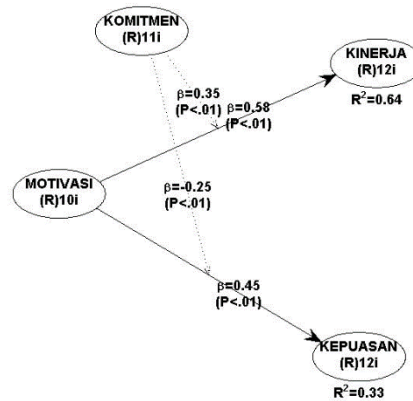 KOMITMEN
(R)11i
KINERJA
(R)12i
R²=0.64
β=0.35
(P<.01)
β=0.58
(P<.01)
MOTIVASI
(R)10i
β=-0.25
(P<.01)
β=0.45
(P<.01)
KEPUASAN
(R)12i
R²=0.33